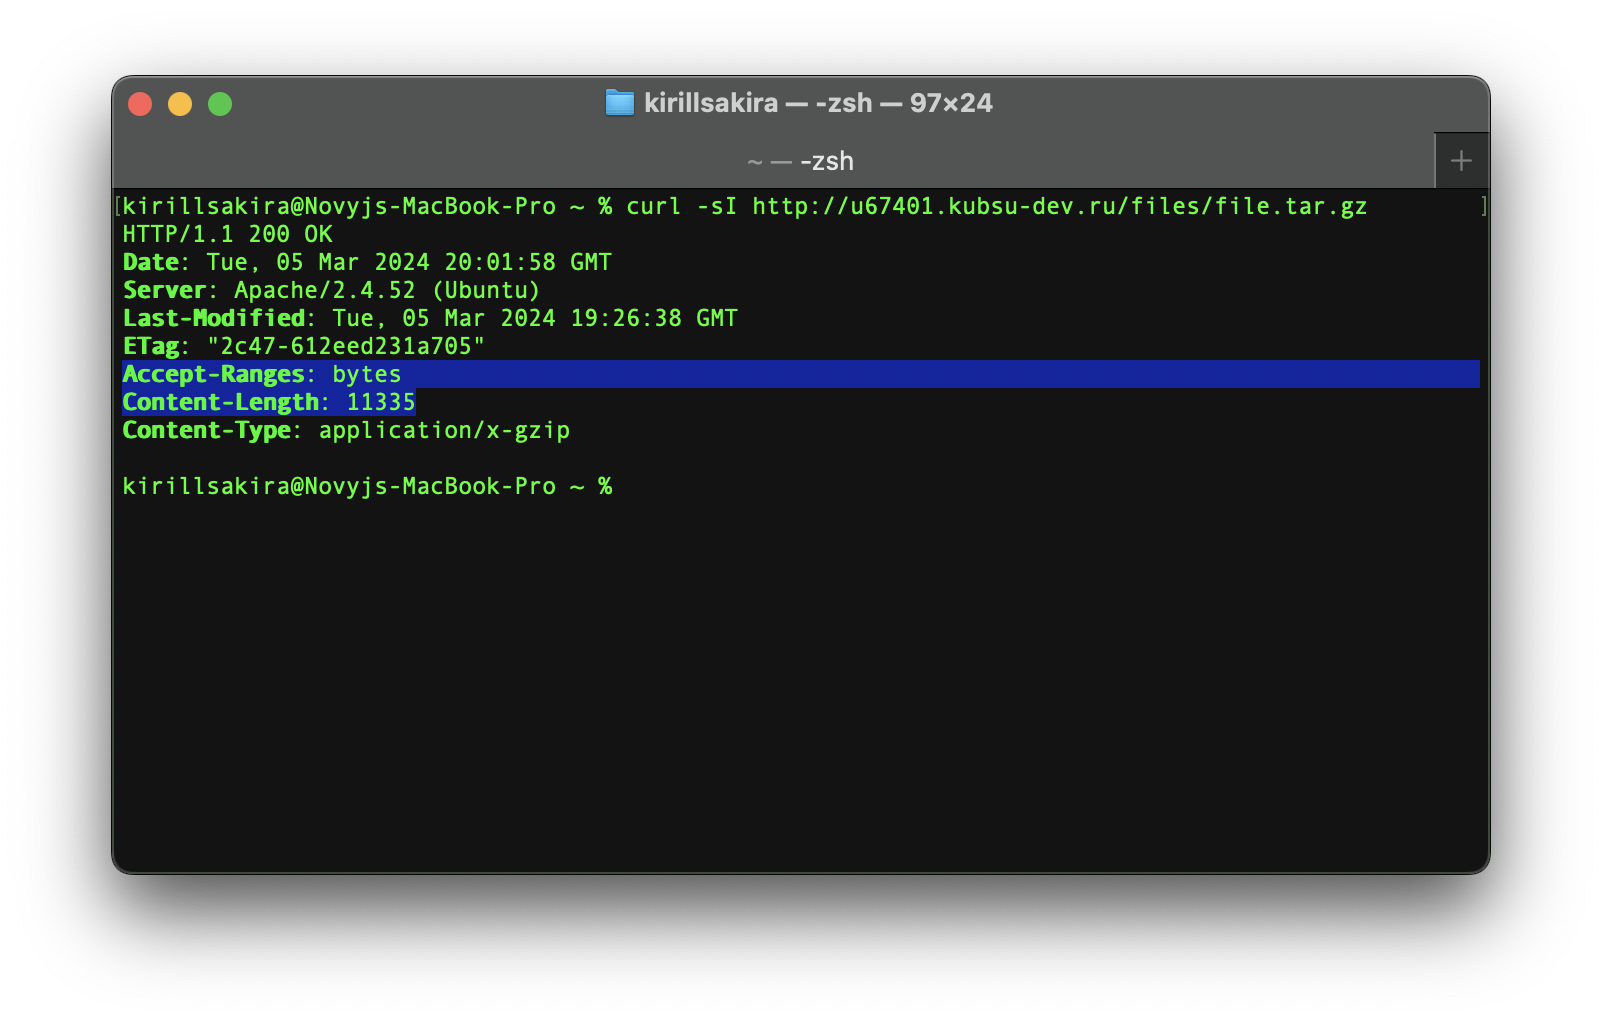 kirillsakira — -zsh — 97×24
~ — -zsh
[kirillsakira@Novyjs-MacBook-Pro ~ % curl -sI http://u67401.kubsu-dev.ru/files/file.tar.gz ]
HTTP/1.1 200 OK
Date: Tue, 05 Mar 2024 20:01:58 GMT
Server: Apache/2.4.52 (Ubuntu)
Last-Modified: Tue, 05 Mar 2024 19:26:38 GMT
ETag: "2c47-612eed231a705"
Accept-Ranges: bytes
Content-Length: 11335
Content-Type: application/x-gzip
kirillsakira@Novyjs-MacBook-Pro ~ %